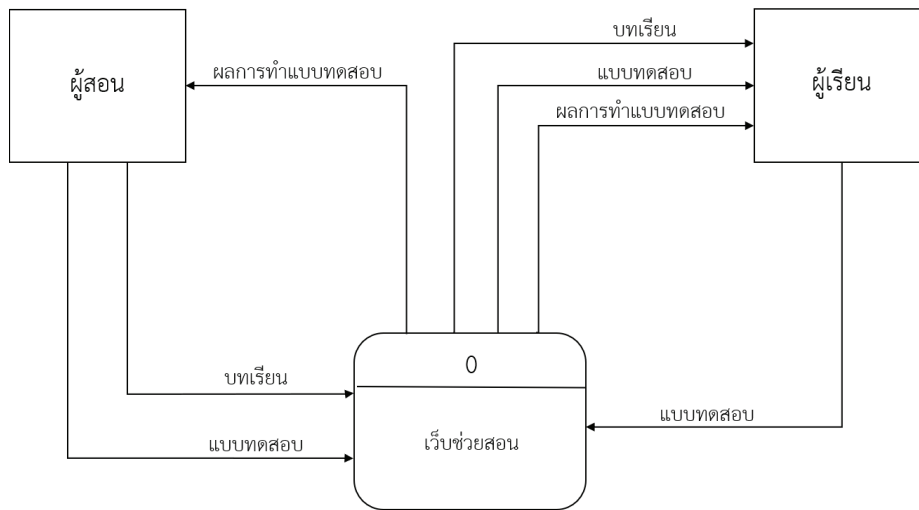 บทเรียน
ผู้สอน
ผลการทำแบบทดสอบ
แบบทดสอบ
ผู้เรียน
ผลการทำแบบทดสอบ
0
บทเรียน
แบบทดสอบ
เว็บช่วยสอน
แบบทดสอบ